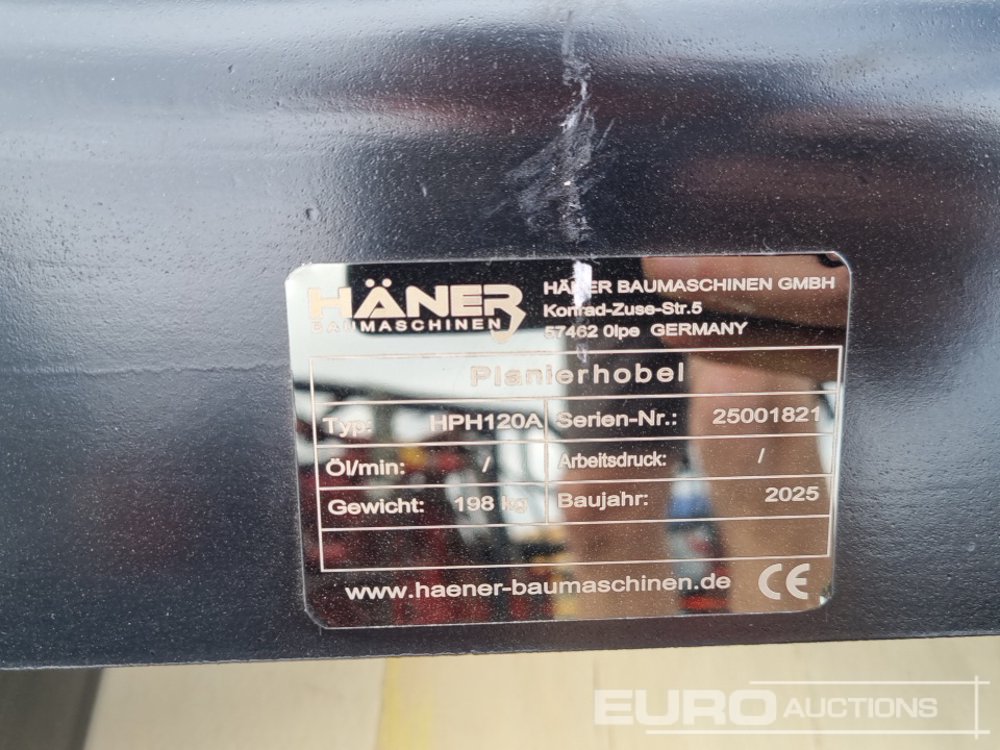 HÄNER
BAUMASCHINEN
HÄNER BAUMASCHINEN GMBH
Konrad-Zuse-Str.5
57462 Olpe GERMANY
Planierhobel
Typ: HPH120A Serien-Nr.: 25001821
Öl/min: / Arbeitsdruck: /
Gewicht: 198 kg Baujahr: 2025
www.haener-baumaschinen.de CE
EURO AUCTIONS